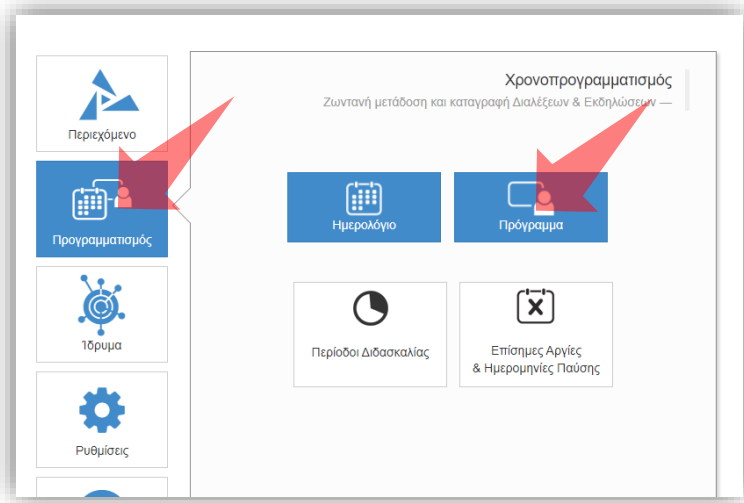 Περιεχόμενο
Προγραμματισμός
Ίδρυμα
Ρυθμίσεις
Χρονοπρογραμματισμός
Ζωντανή μετάδοση και καταγραφή Διαλέξεων & Εκδηλώσεων —
Ημερολόγιο
Πρόγραμμα
Περίοδοι Διδασκαλίας
Επίσημες Αργίες
& Ημερομηνίες Παύσης